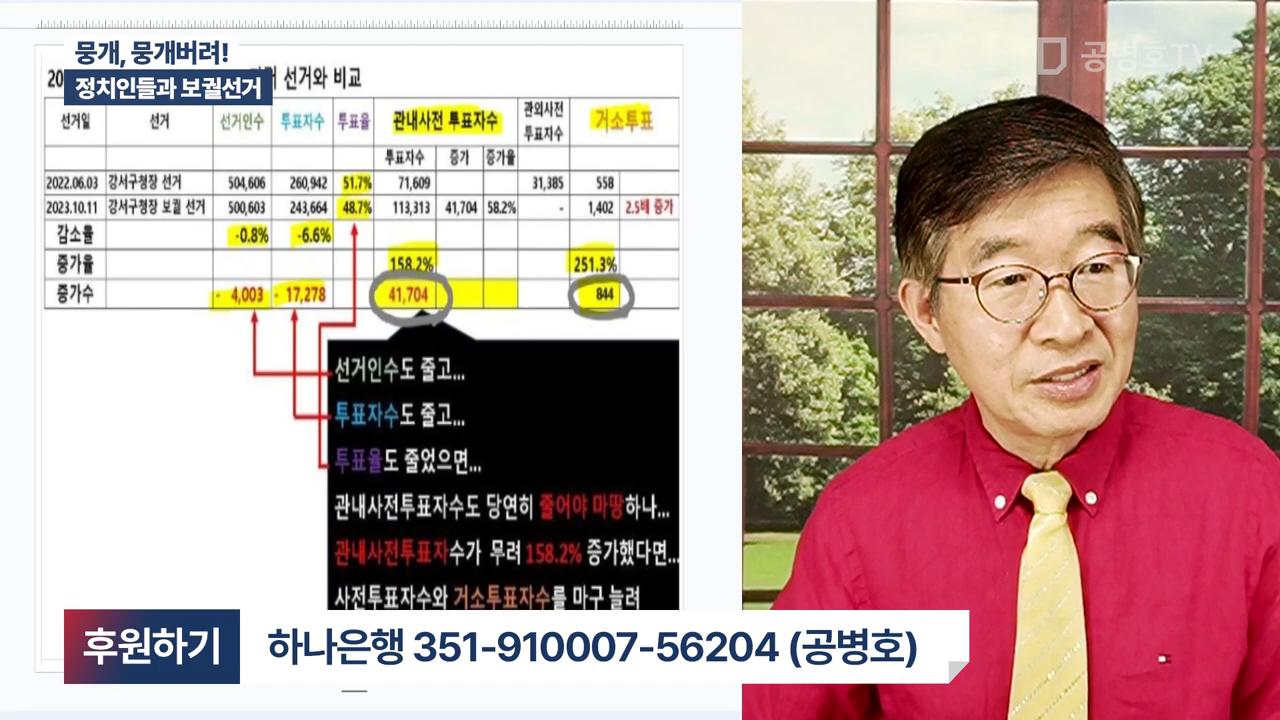 뭉개, 뭉개버려!
정치인들과 보궐선거
공병호TV
20 선거와 비교
선거일 선거 선거인수 투표자수 투표율 관내사전 투표자수 관외사전 투표자수 거소투표
투표자수 증가 증가율
2022.06.03 강서구청장 선거 504,606 260,942 51.7% 71,609 31,385 558
2023.10.11 강서구청장 보궐 선거 500,603 243,664 48.7% 113,313 41,704 58.2% - 1,402 2.5배 증가
감소율 -0.8% -6.6%
증가율 158.2% 251.3%
증가수 - 4,003 - 17,278 41,704 844
선거인수도 줄고...
투표자수도 줄고...
투표율도 줄었으면...
관내사전투표자수도 당연히 줄어야 마땅하나...
관내사전투표자수가 무려 158.2% 증가했다면...
사전투표자수와 거소투표자수를 마구 늘려
후원하기 하나은행 351-910007-56204 (공병호)